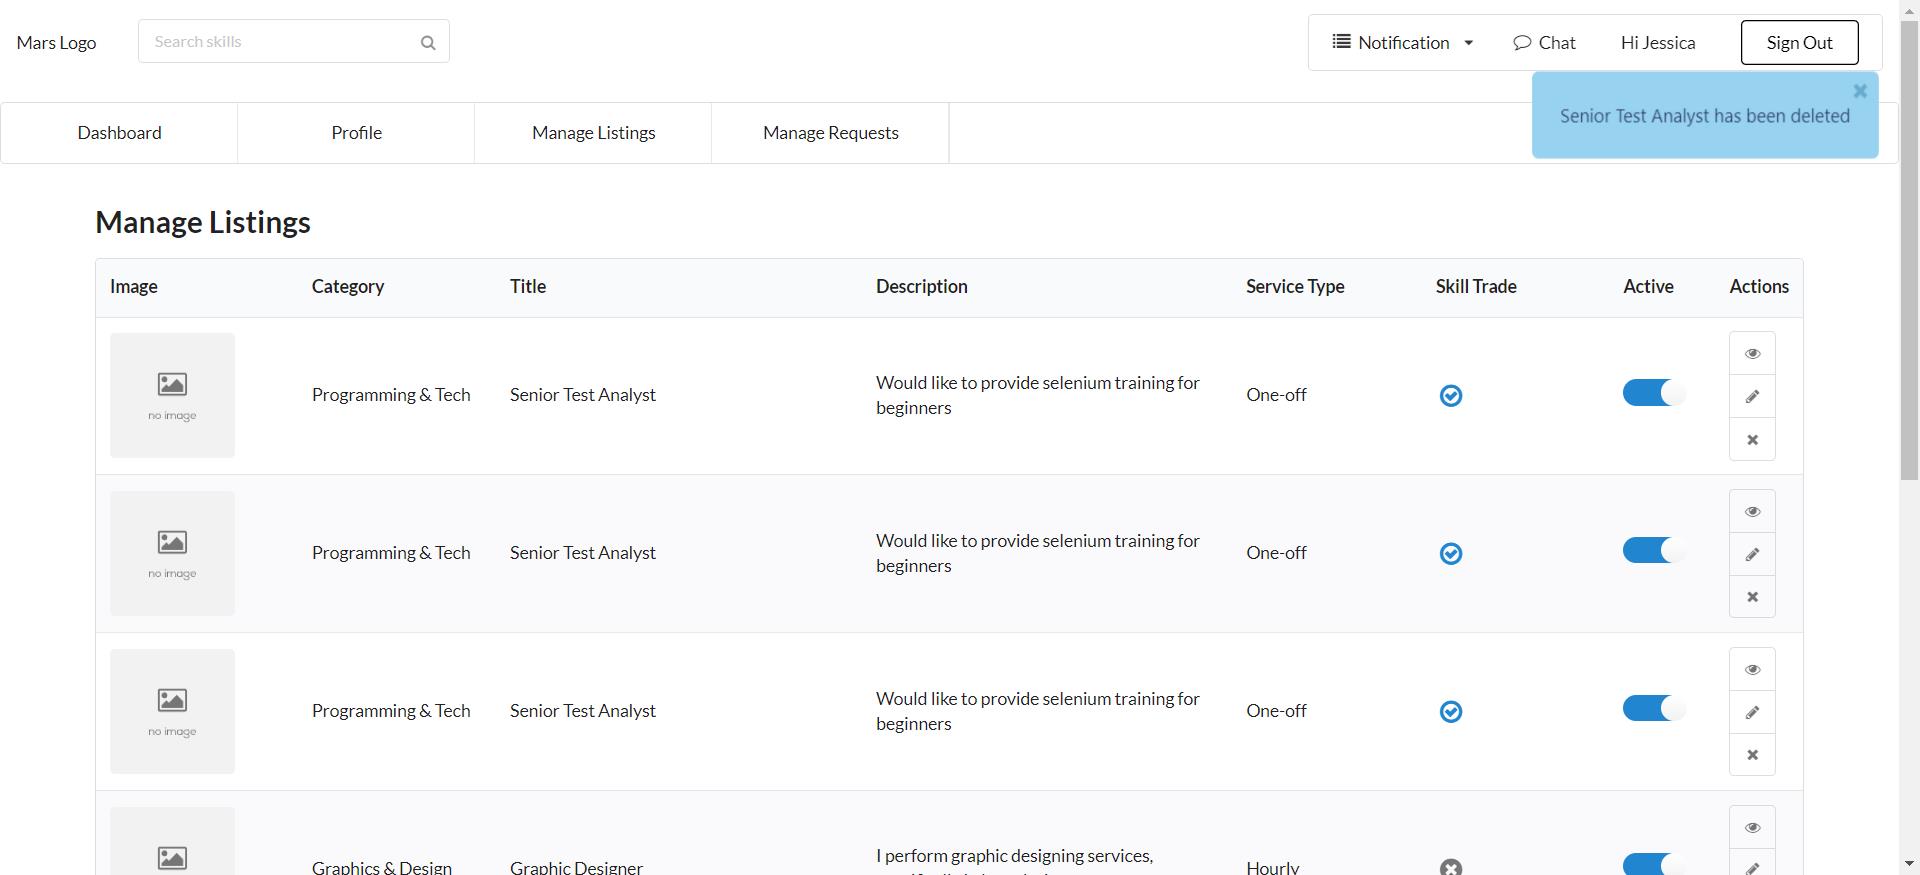 Mars Logo
Search skills
Notification
Chat
Hi Jessica
Sign Out
Senior Test Analyst has been deleted
Dashboard
Profile
Manage Listings
Manage Requests
Manage Listings
Image Category Title Description Service Type Skill Trade Active Actions
no image
Programming & Tech
Senior Test Analyst
Would like to provide selenium training for
beginners
One-off
no image
Programming & Tech
Senior Test Analyst
Would like to provide selenium training for
beginners
One-off
no image
Programming & Tech
Senior Test Analyst
Would like to provide selenium training for
beginners
One-off
Graphics & Design
Graphic Designer
I perform graphic designing services,
Hourly